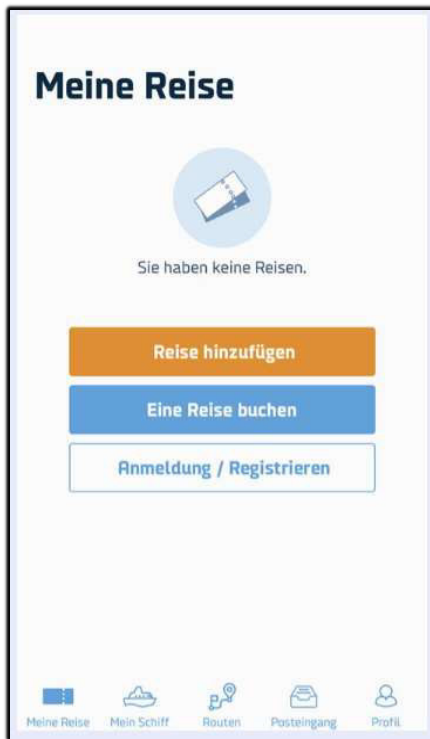 Meine Reise
Sie haben keine Reisen.
Reise hinzufügen
Eine Reise buchen
Anmeldung / Registrieren
Meine Reise Mein Schiff Routen Posteingang Profil